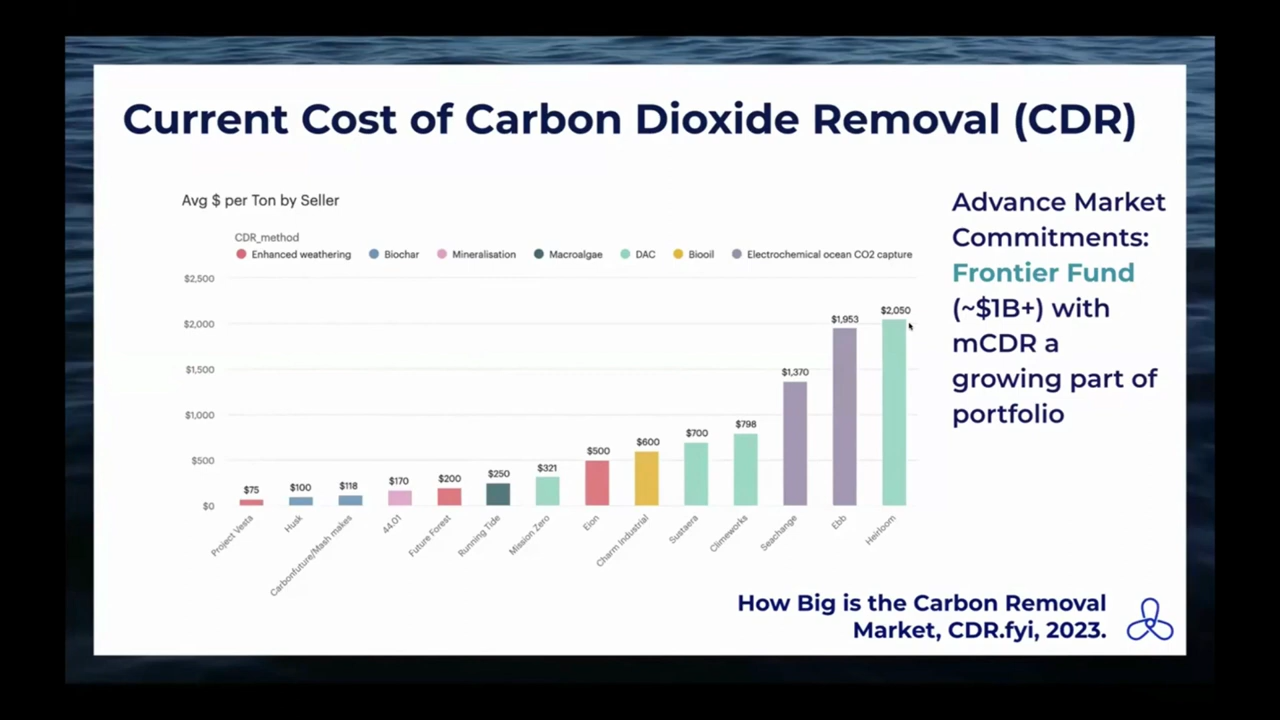 Current Cost of Carbon Dioxide Removal (CDR)
Avg $ per Ton by Seller
CDR_method
Enhanced weathering Biochar Mineralisation Macroalgae DAC Biooil Electrochemical ocean CO2 capture
$2,500
$2,000
$1,500
$1,000
$500
$0
$75
$100
$118
$170
$200
$250
$321
$500
$600
$700
$798
$1,370
$1,953
$2,050
Project Vesta
Husk
Carbonfuture/Mash makes
44.01
Future Forest
Running Tide
Mission Zero
Eion
Charm Industrial
Sustaera
Climeworks
Seachange
Ebb
Heirloom
Advance Market
Commitments:
Frontier Fund
(~$1B+) with
mCDR a
growing part of
portfolio
How Big is the Carbon Removal
Market, CDR.fyi, 2023.